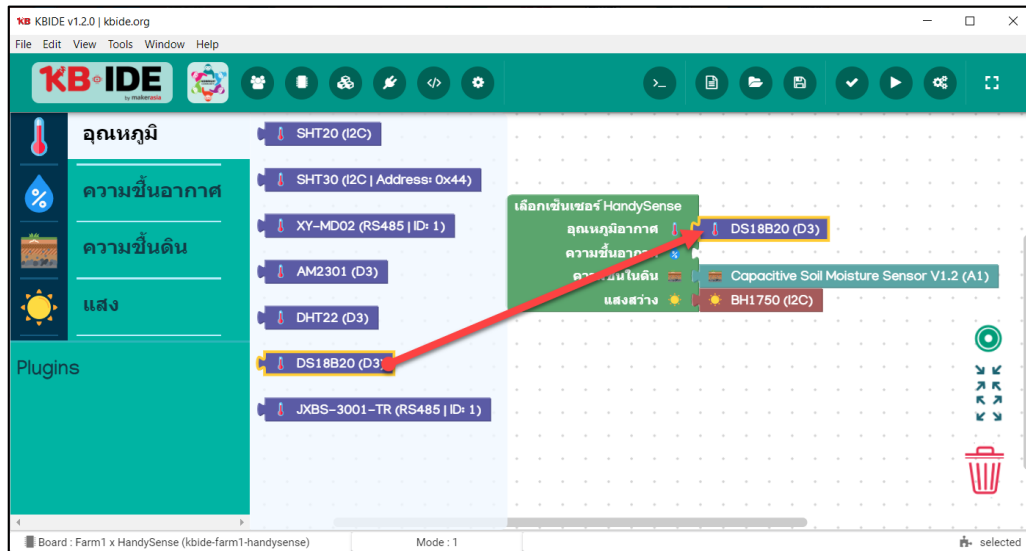 KB KBIDE v1.2.0 | kbide.org
File Edit View Tools Window Help
KB IDE
by makerasia
อุณหภูมิ
ความชื้นอากาศ
ความชื้นดิน
แสง
Plugins
SHT20 (I2C)
SHT30 (I2C | Address: 0x44)
XY-MD02 (RS485 | ID: 1)
AM2301 (D3)
DHT22 (D3)
DS18B20 (D3)
JXBS-3001-TR (RS485 | ID: 1)
เลือกเซ็นเซอร์ HandySense
อุณหภูมิอากาศ
DS18B20 (D3)
ความชื้นอากาศ
ความชื้นในดิน
Capacitive Soil Moisture Sensor V1.2 (A1)
แสงสว่าง
BH1750 (I2C)
Board : Farm1 x HandySense (kbide-farm1-handysense)
Mode : 1
selected